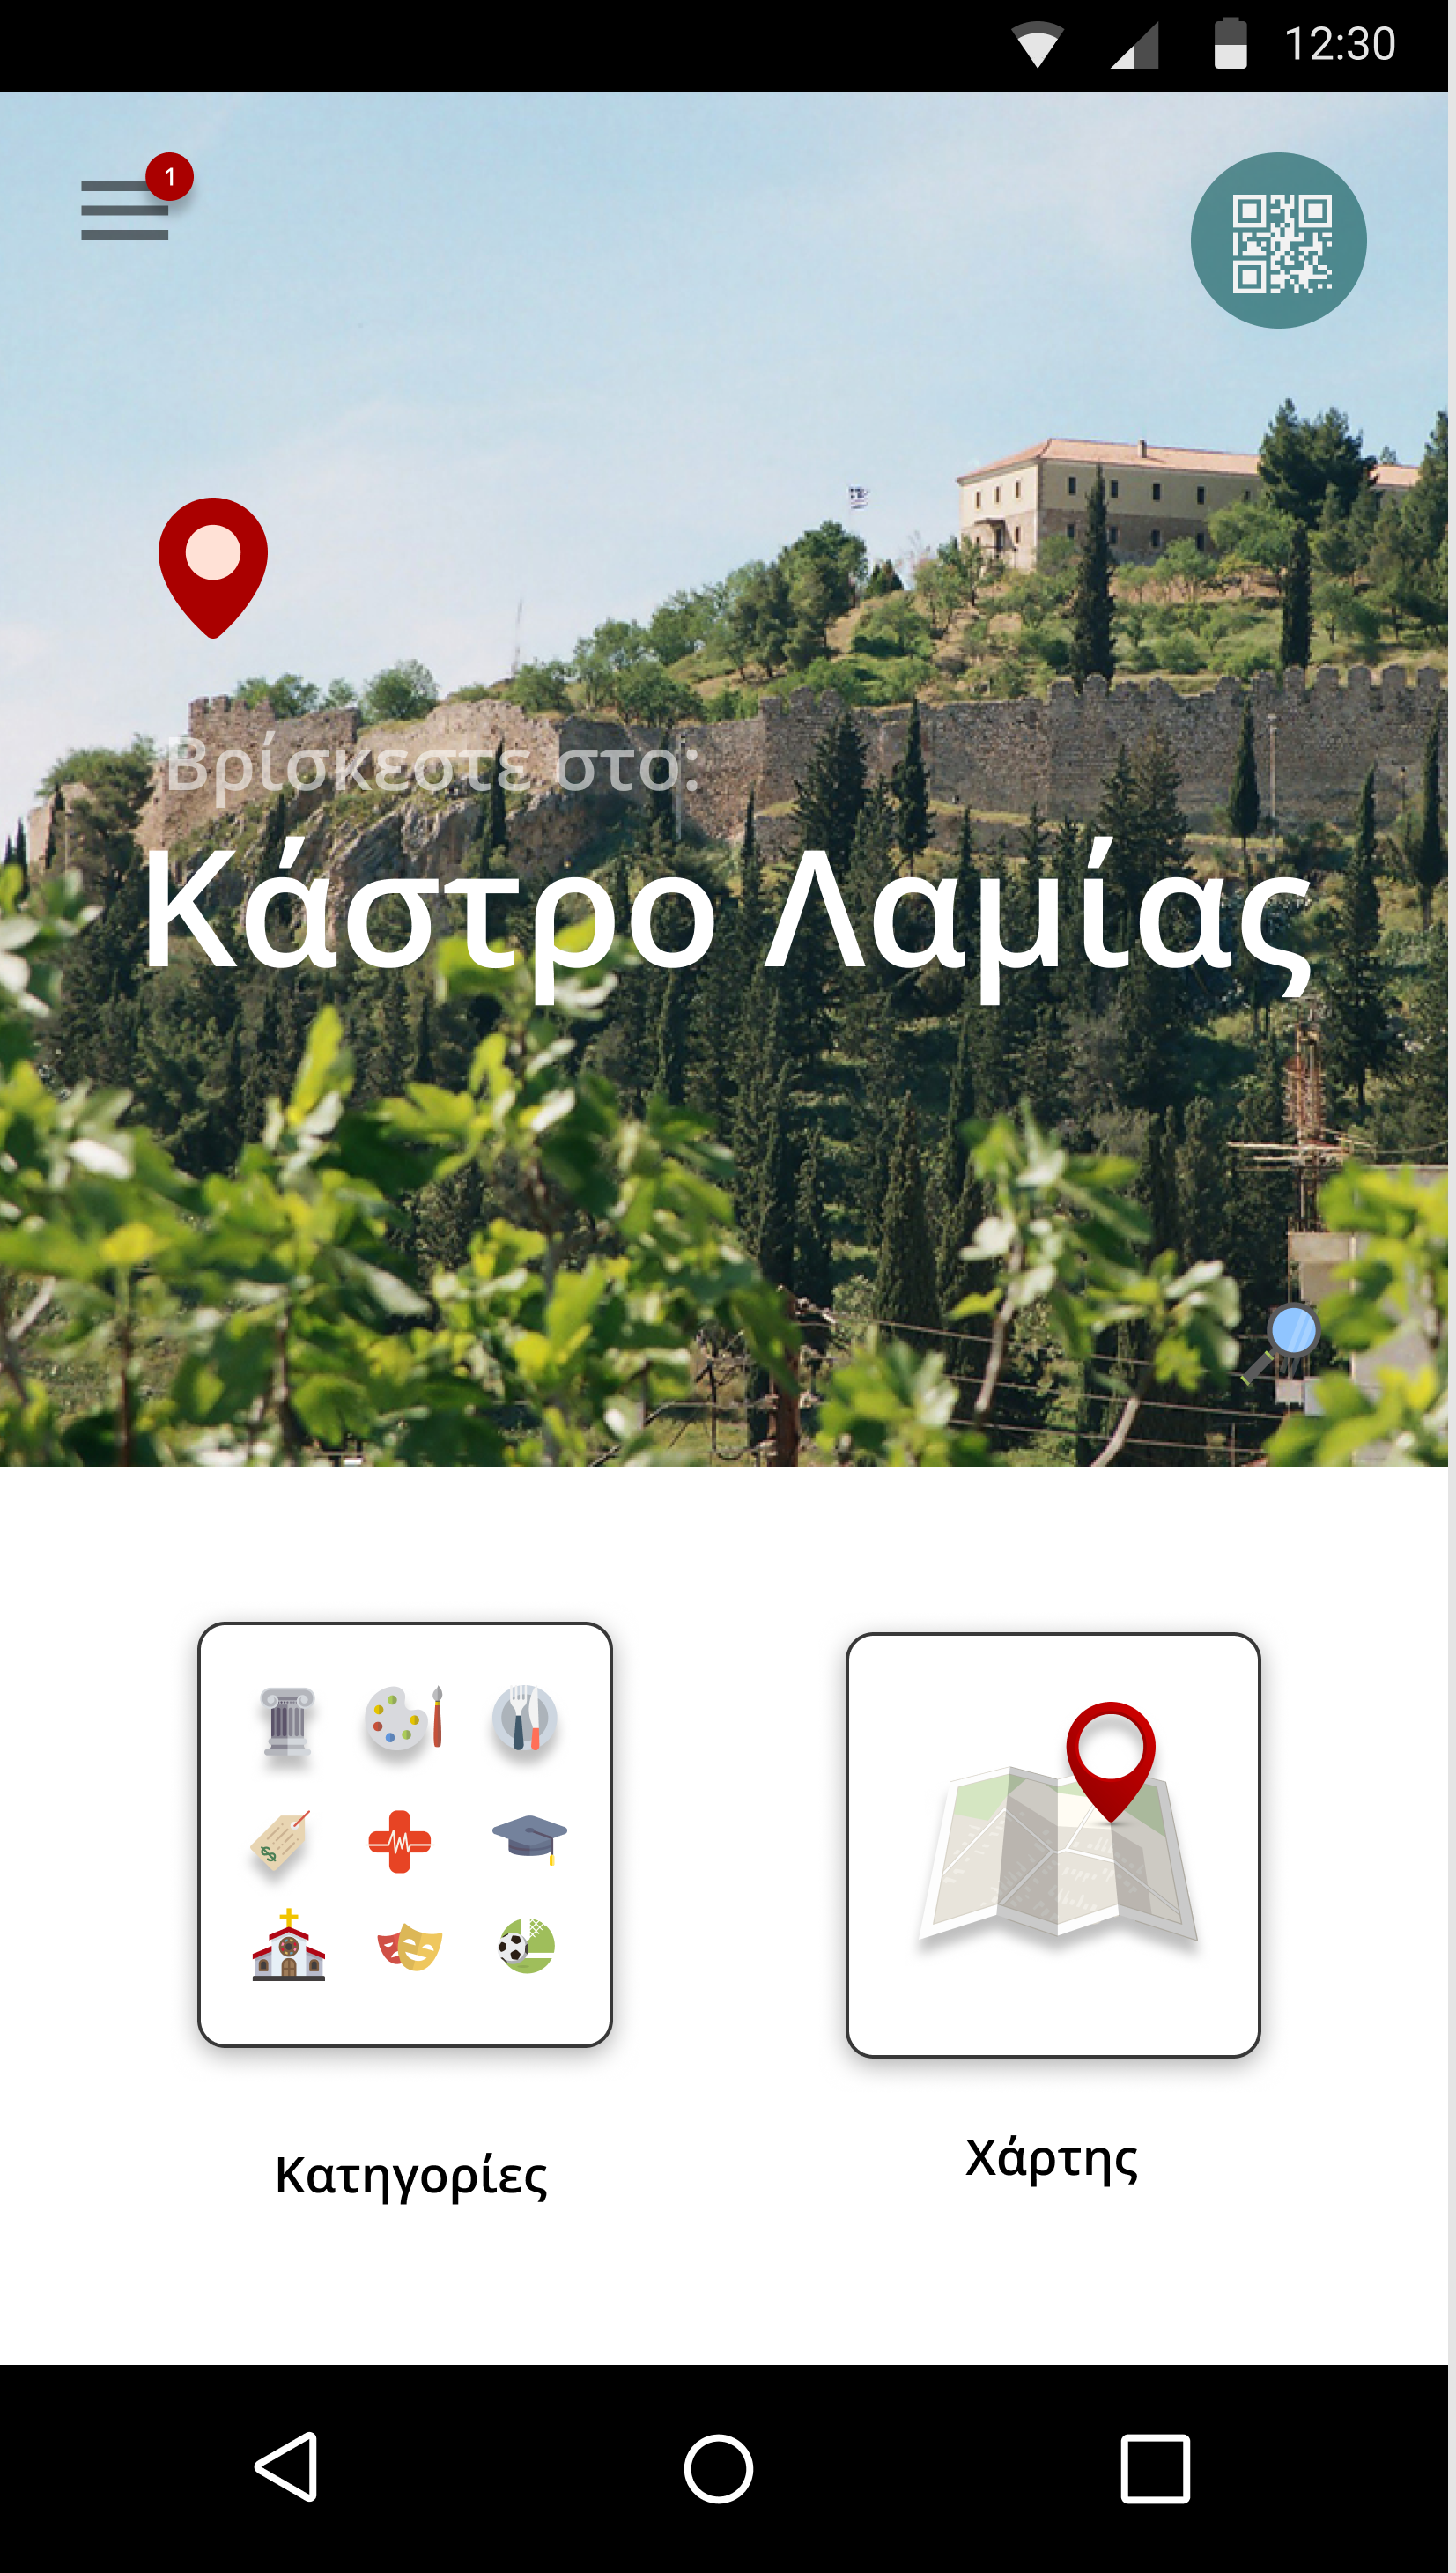 12:30
1
Βρίσκεστε στο:
Κάστρο Λαμίας
Κατηγορίες
Χάρτης